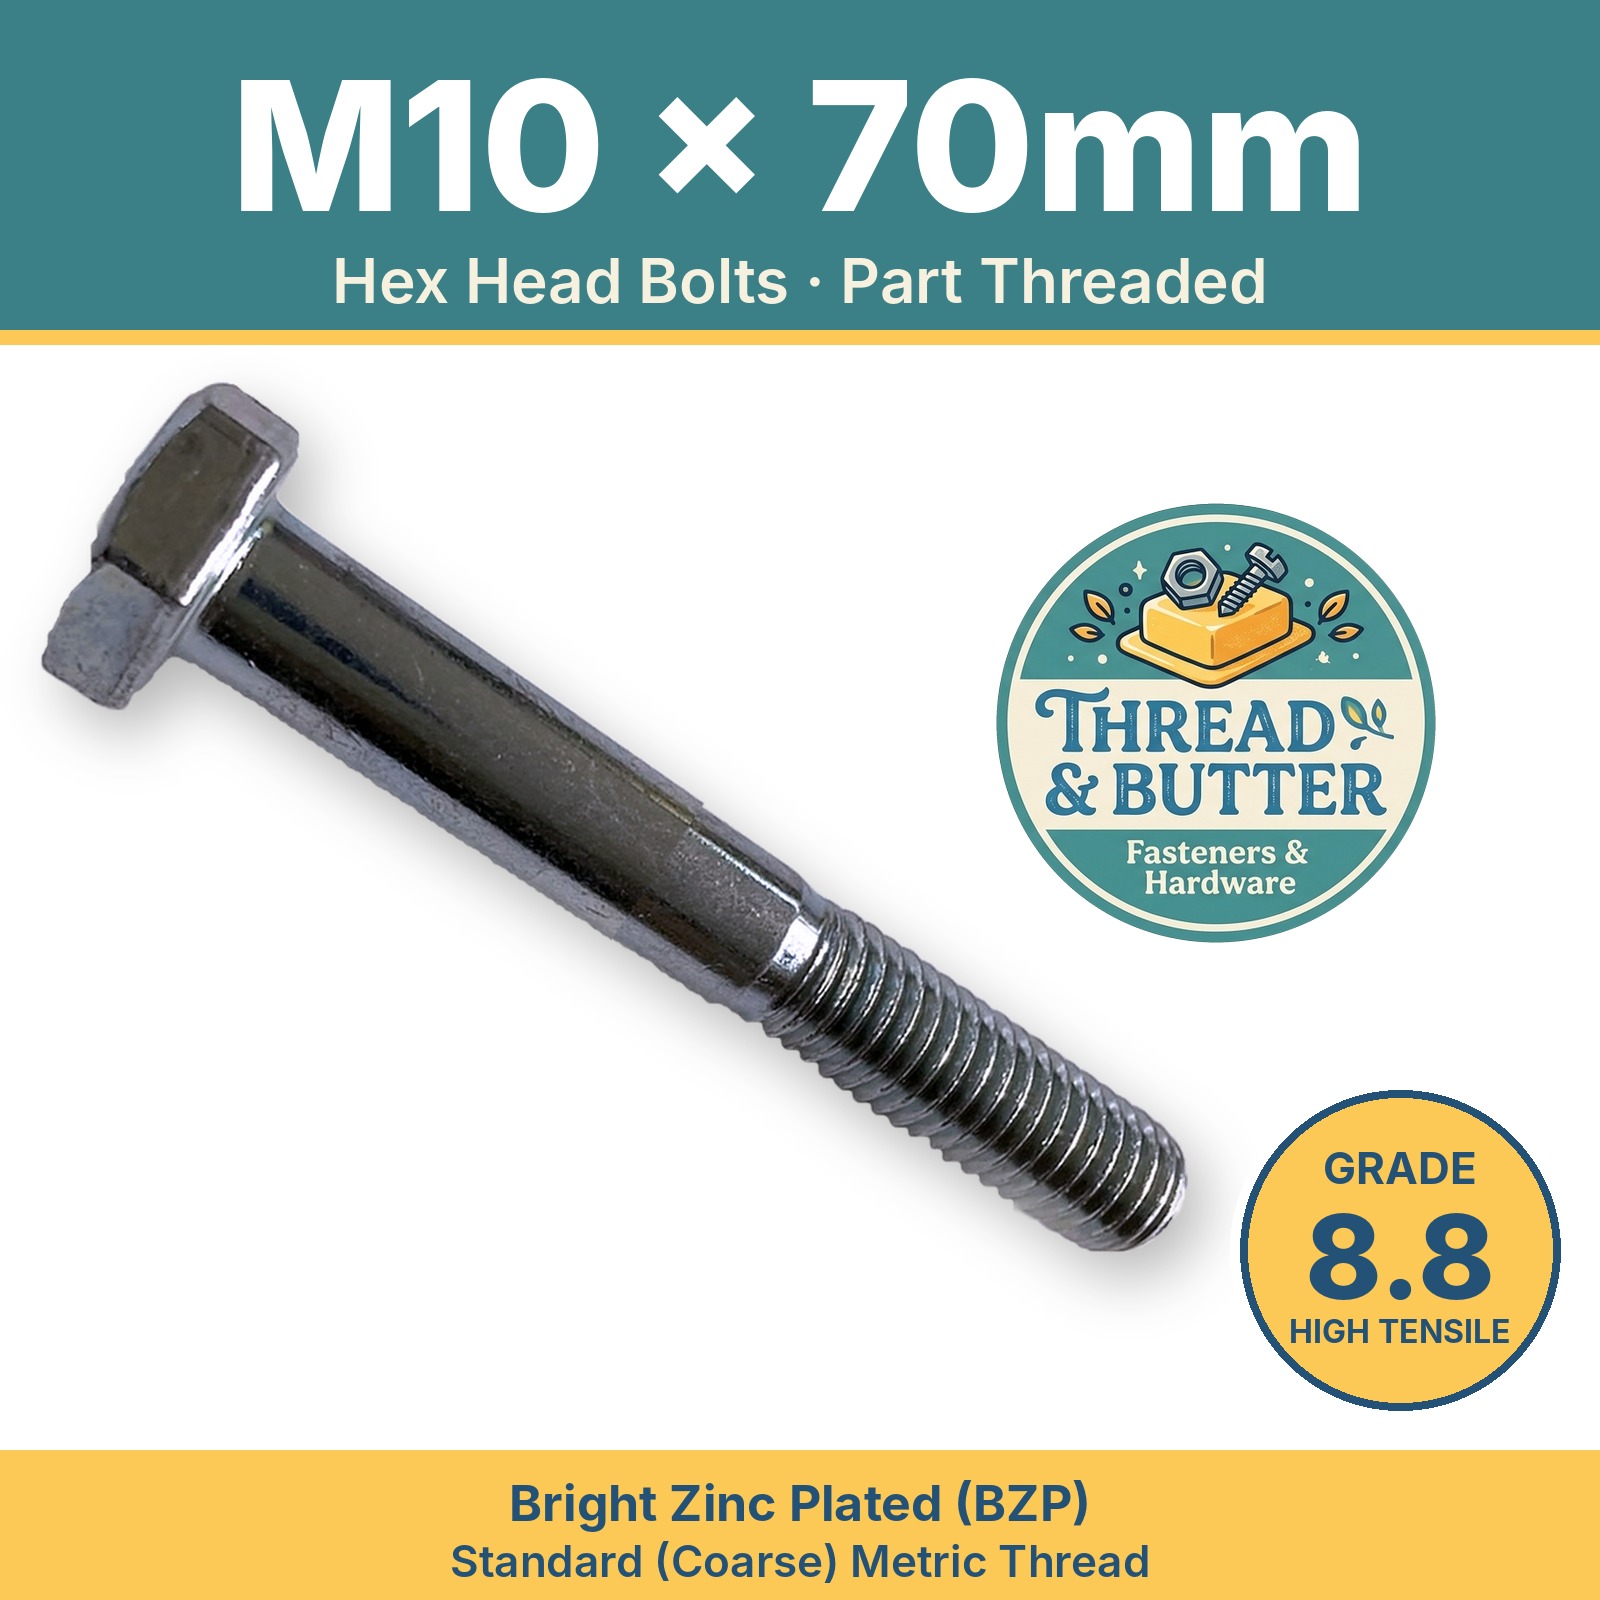 M10 × 70mm
Hex Head Bolts · Part Threaded
THREAD
& BUTTER
Fasteners &
Hardware
GRADE
8.8
HIGH TENSILE
Bright Zinc Plated (BZP)
Standard (Coarse) Metric Thread